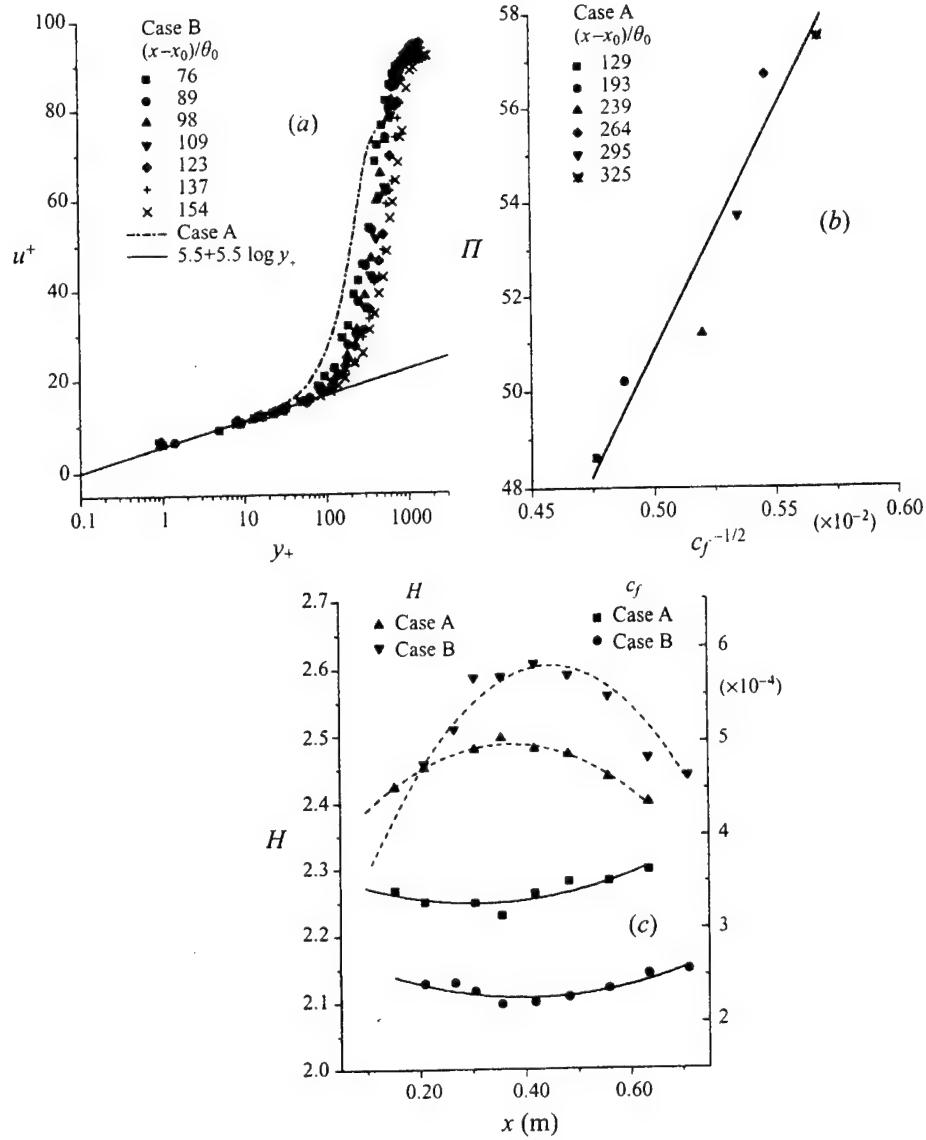 100
80
60
40
20
0
u⁺
Case B
(x–x₀)/θ₀
76
89
98
109
123
137
154
Case A
5.5+5.5 log y₊
(a)
0.1
1
10
100
1000
y₊
58
56
54
52
50
48
Π
Case A
(x–x₀)/θ₀
129
193
239
264
295
325
(b)
0.45
0.50
0.55
0.60
(×10⁻²)
c_f⁻¹/²
2.7
2.6
2.5
2.4
2.3
2.2
2.1
2.0
H
H
Case A
Case B
c_f
Case A
Case B
6
(×10⁻⁴)
5
4
3
2
(c)
0.20
0.40
0.60
x (m)